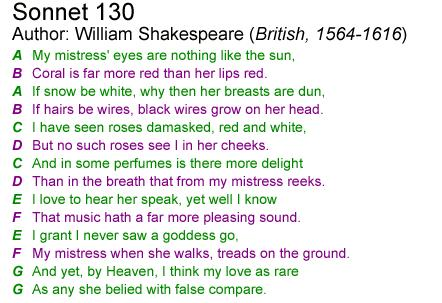 Sonnet 130
Author: William Shakespeare (British, 1564-1616)
A My mistress' eyes are nothing like the sun,
B Coral is far more red than her lips red.
A If snow be white, why then her breasts are dun,
B If hairs be wires, black wires grow on her head.
C I have seen roses damasked, red and white,
D But no such roses see I in her cheeks.
C And in some perfumes is there more delight
D Than in the breath that from my mistress reeks.
E I love to hear her speak, yet well I know
F That music hath a far more pleasing sound.
E I grant I never saw a goddess go,
F My mistress when she walks, treads on the ground.
G And yet, by Heaven, I think my love as rare
G As any she belied with false compare.